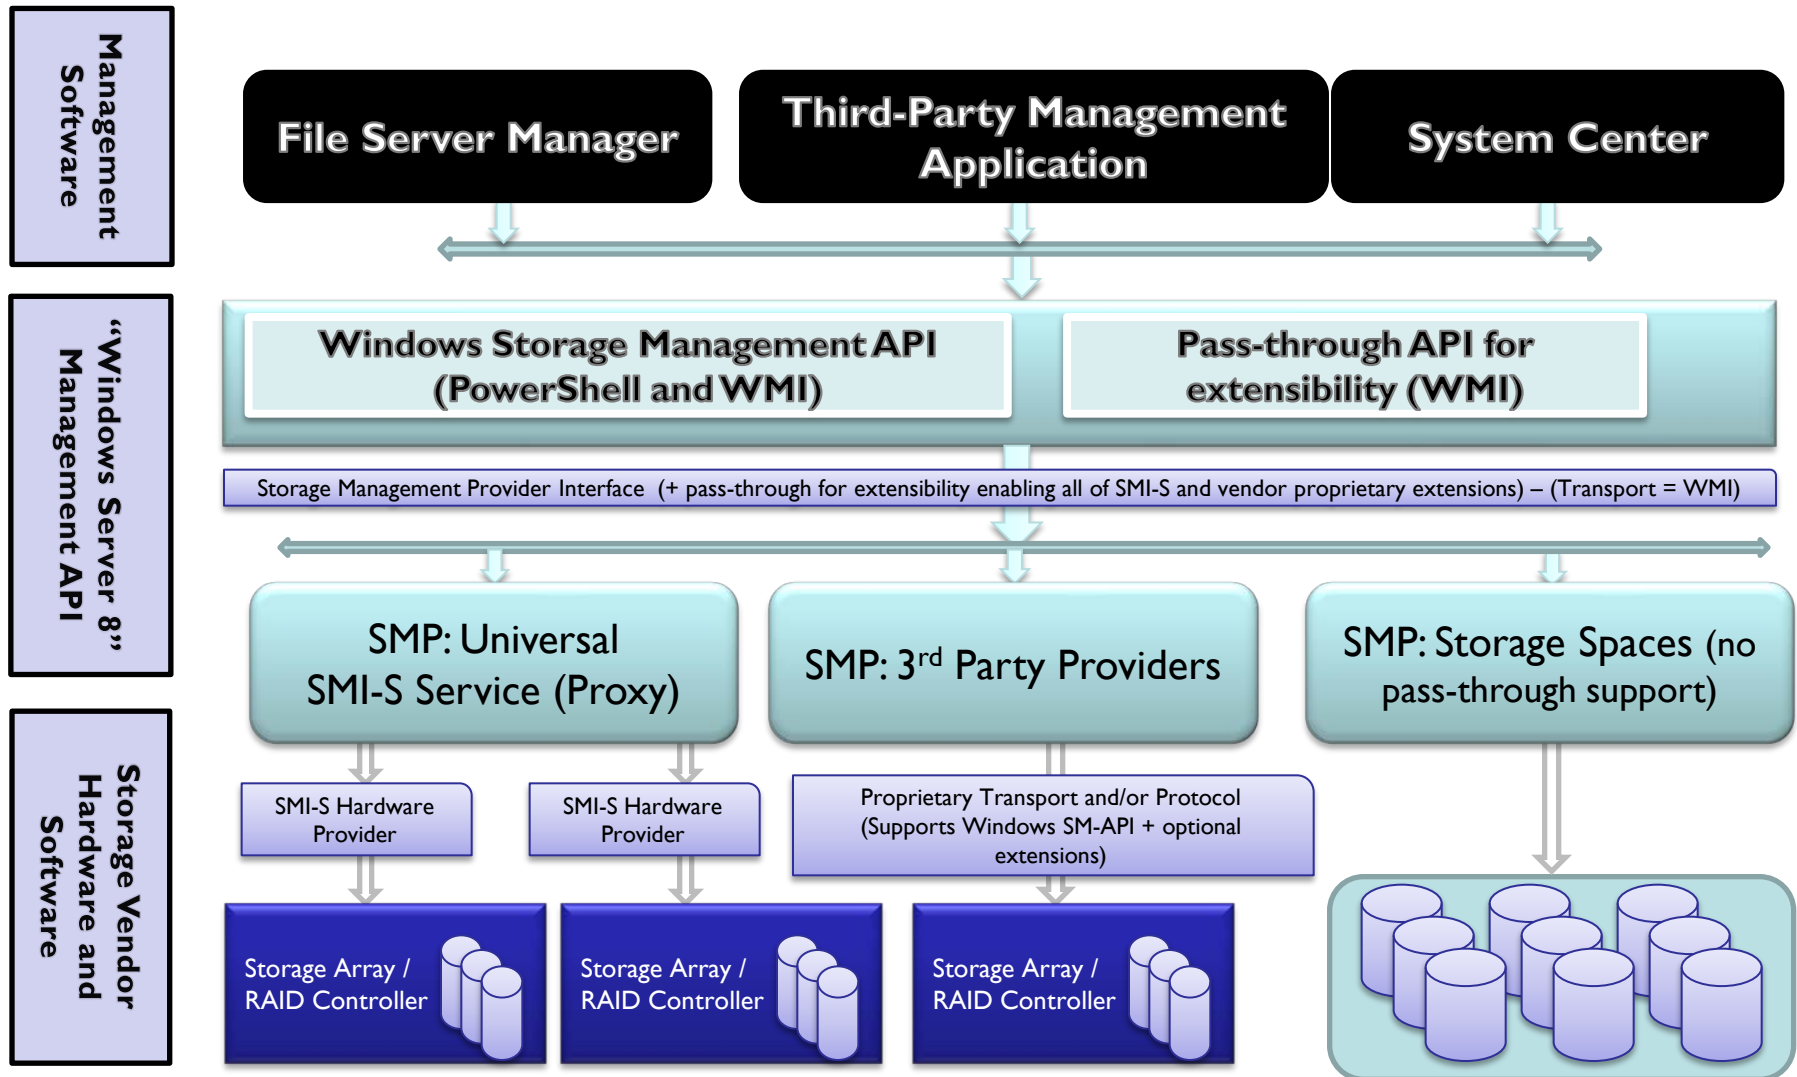 Management
Software
File Server Manager
Third-Party Management
Application
System Center
“Windows Server 8”
Management API
Windows Storage Management API
(PowerShell and WMI)
Pass-through API for
extensibility (WMI)
Storage Management Provider Interface (+ pass-through for extensibility enabling all of SMI-S and vendor proprietary extensions) – (Transport = WMI)
SMP: Universal
SMI-S Service (Proxy)
SMP: 3rd Party Providers
SMP: Storage Spaces (no
pass-through support)
Storage Vendor
Hardware and
Software
SMI-S Hardware
Provider
SMI-S Hardware
Provider
Proprietary Transport and/or Protocol
(Supports Windows SM-API + optional
extensions)
Storage Array /
RAID Controller
Storage Array /
RAID Controller
Storage Array /
RAID Controller